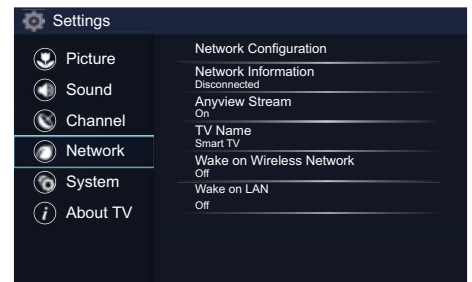 Settings
Picture
Sound
Channel
Network
System
About TV
Network Configuration
Network Information
Disconnected
Anyview Stream
On
TV Name
Smart TV
Wake on Wireless Network
Off
Wake on LAN
Off